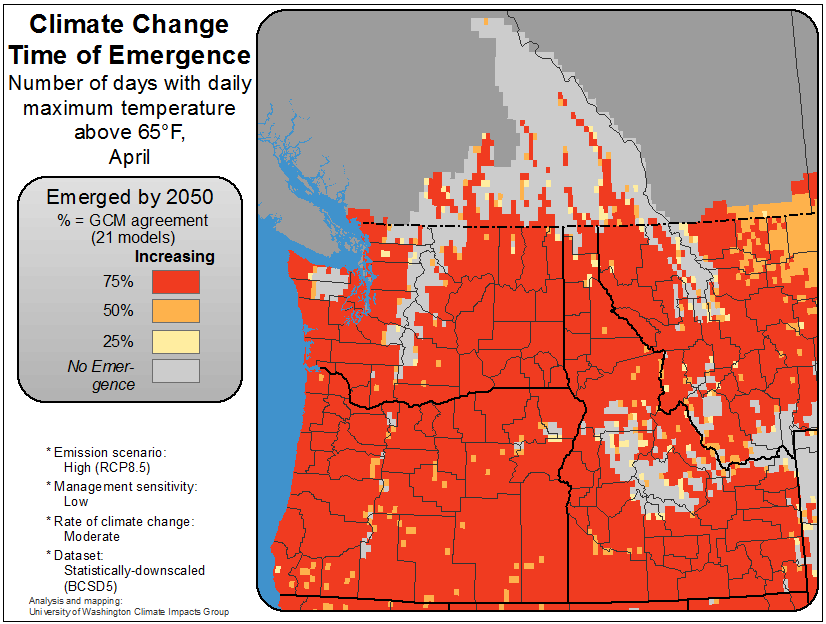 Climate Change
Time of Emergence
Number of days with daily
maximum temperature
above 65°F,
April
Emerged by 2050
% = GCM agreement
(21 models)
Increasing
75%
50%
25%
No Emer-
gence
* Emission scenario:
High (RCP8.5)
* Management sensitivity:
Low
* Rate of climate change:
Moderate
* Dataset:
Statistically-downscaled
(BCSD5)
Analysis and mapping:
University of Washington Climate Impacts Group